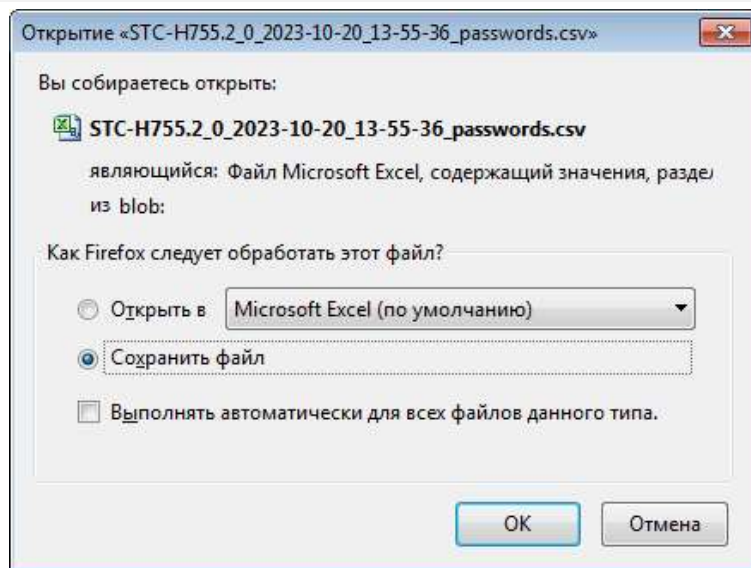 Открытие «STC-H755.2_0_2023-10-20_13-55-36_passwords.csv»
Вы собираетесь открыть:
STC-H755.2_0_2023-10-20_13-55-36_passwords.csv
являющийся: Файл Microsoft Excel, содержащий значения, разде
из blob:
Как Firefox следует обработать этот файл?
Открыть в Microsoft Excel (по умолчанию)
Сохранить файл
Выполнять автоматически для всех файлов данного типа.
ОК Отмена